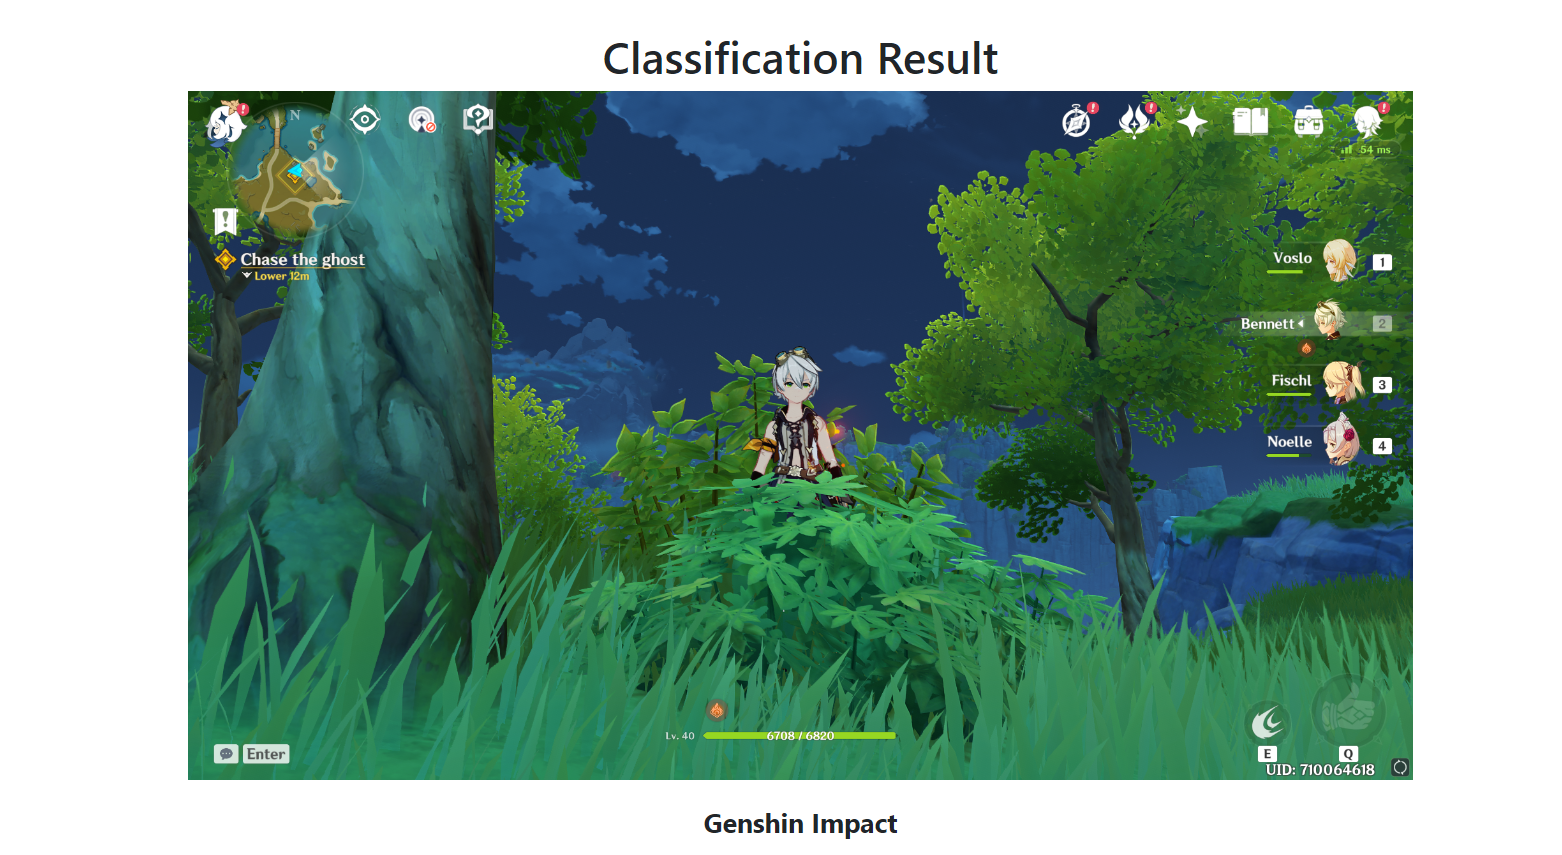 Classification Result
N
54 ms
Chase the ghost
Lower 12m
Voslo 1
Bennett 2
Fischl 3
Noelle 4
Lv. 40 6708 / 6820
Enter
E Q
UID: 710064618
Genshin Impact